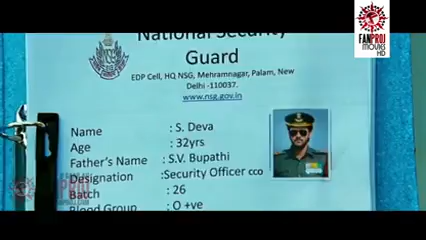 FANPROJ
MOVIES
HD
National Security
Guard
EDP Cell, HQ NSG, Mehramnagar, Palam, New
Delhi -110037.
www.nsg.gov.in
Name : S. Deva
Age : 32yrs
Father's Name : S.V. Bupathi
Designation :Security Officer cco
Batch : 26
Blood Group : O +ve